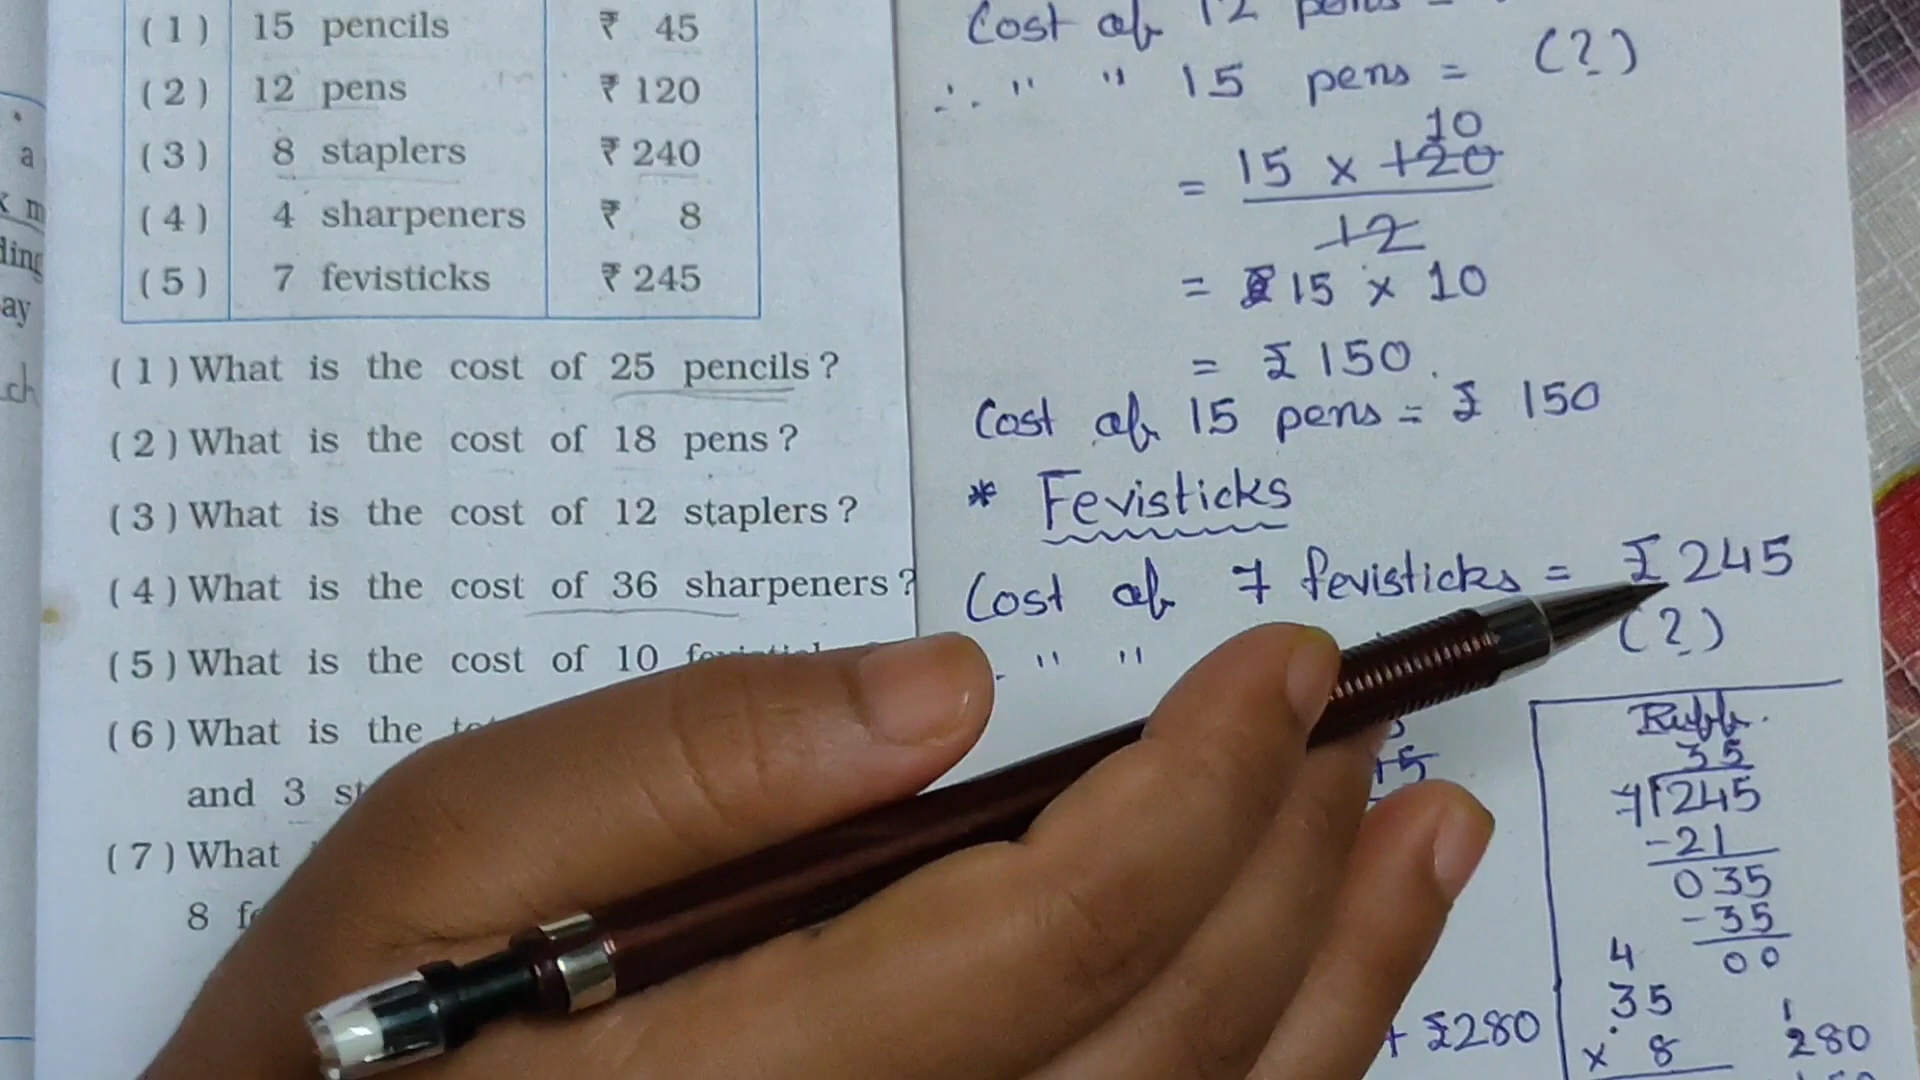 (1) 15 pencils ₹ 45
(2) 12 pens ₹ 120
(3) 8 staplers ₹ 240
(4) 4 sharpeners ₹ 8
(5) 7 fevisticks ₹ 245
(1) What is the cost of 25 pencils?
(2) What is the cost of 18 pens?
(3) What is the cost of 12 staplers?
(4) What is the cost of 36 sharpeners?
(5) What is the cost of 10
(6) What is the
and 3
(7) What
8
Cost of 12 pens =
∴ " " 15 pens = (?)
10
= 15 x 120
12
= 15 x 10
= ₹ 150.
Cost of 15 pens = ₹ 150
* Fevisticks
Cost of 7 fevisticks = ₹ 245
" " (?)
+ ₹280
Ruff.
35
7 245
-21
035
-35
00
4
35
x 8
1
280